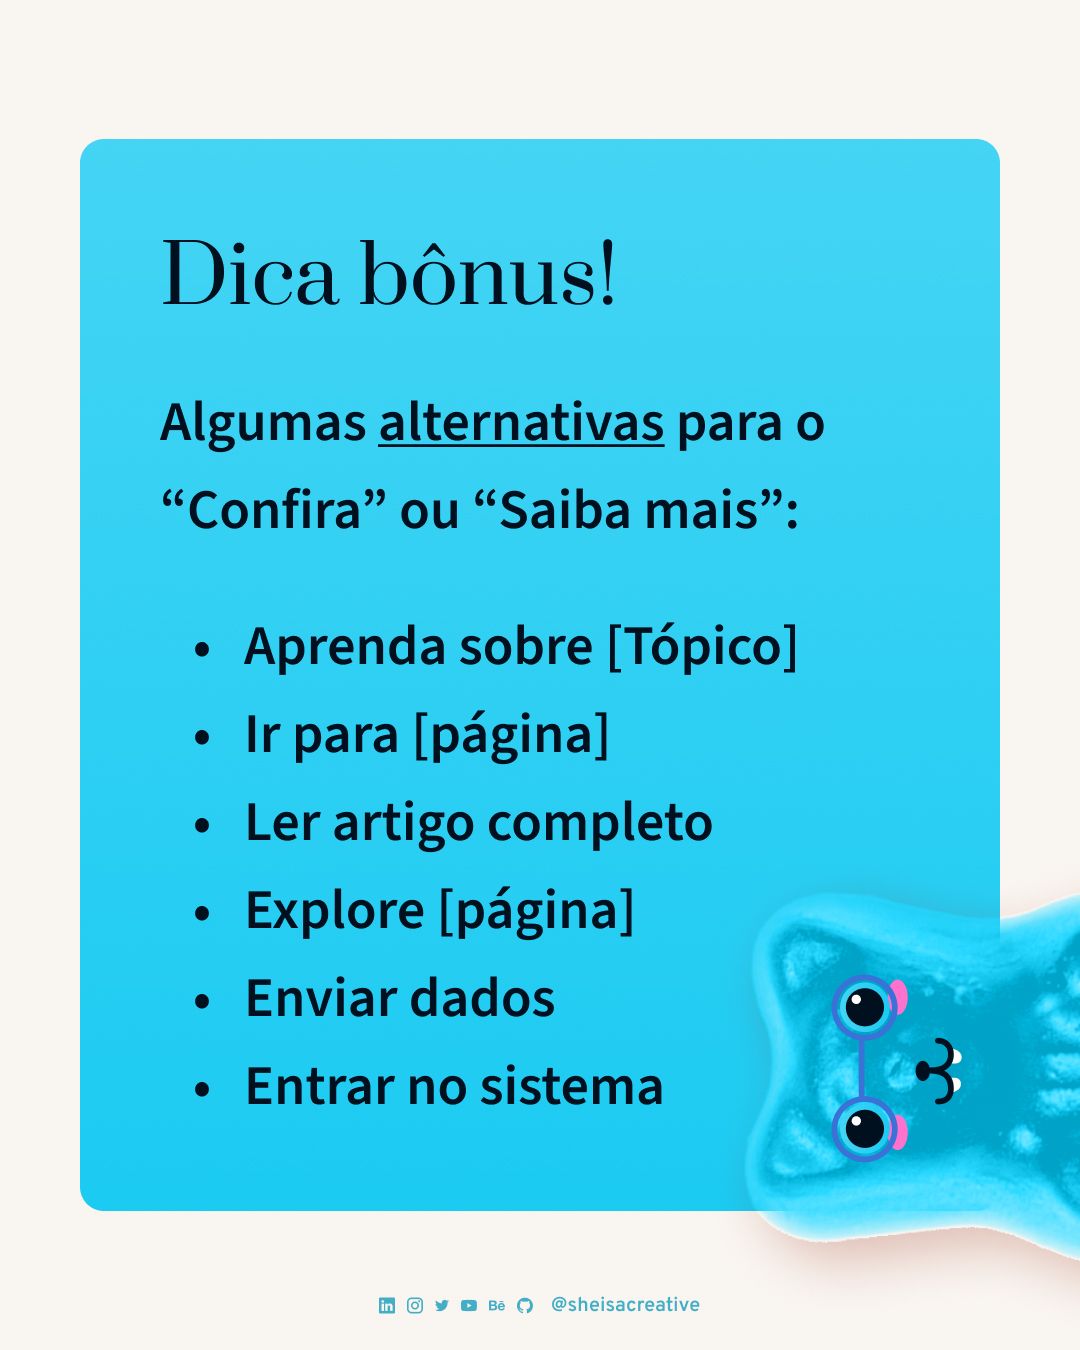 Dica bônus!
Algumas alternativas para o
“Confira” ou “Saiba mais”:
• Aprenda sobre [Tópico]
• Ir para [página]
• Ler artigo completo
• Explore [página]
• Enviar dados
• Entrar no sistema
@sheisacreative